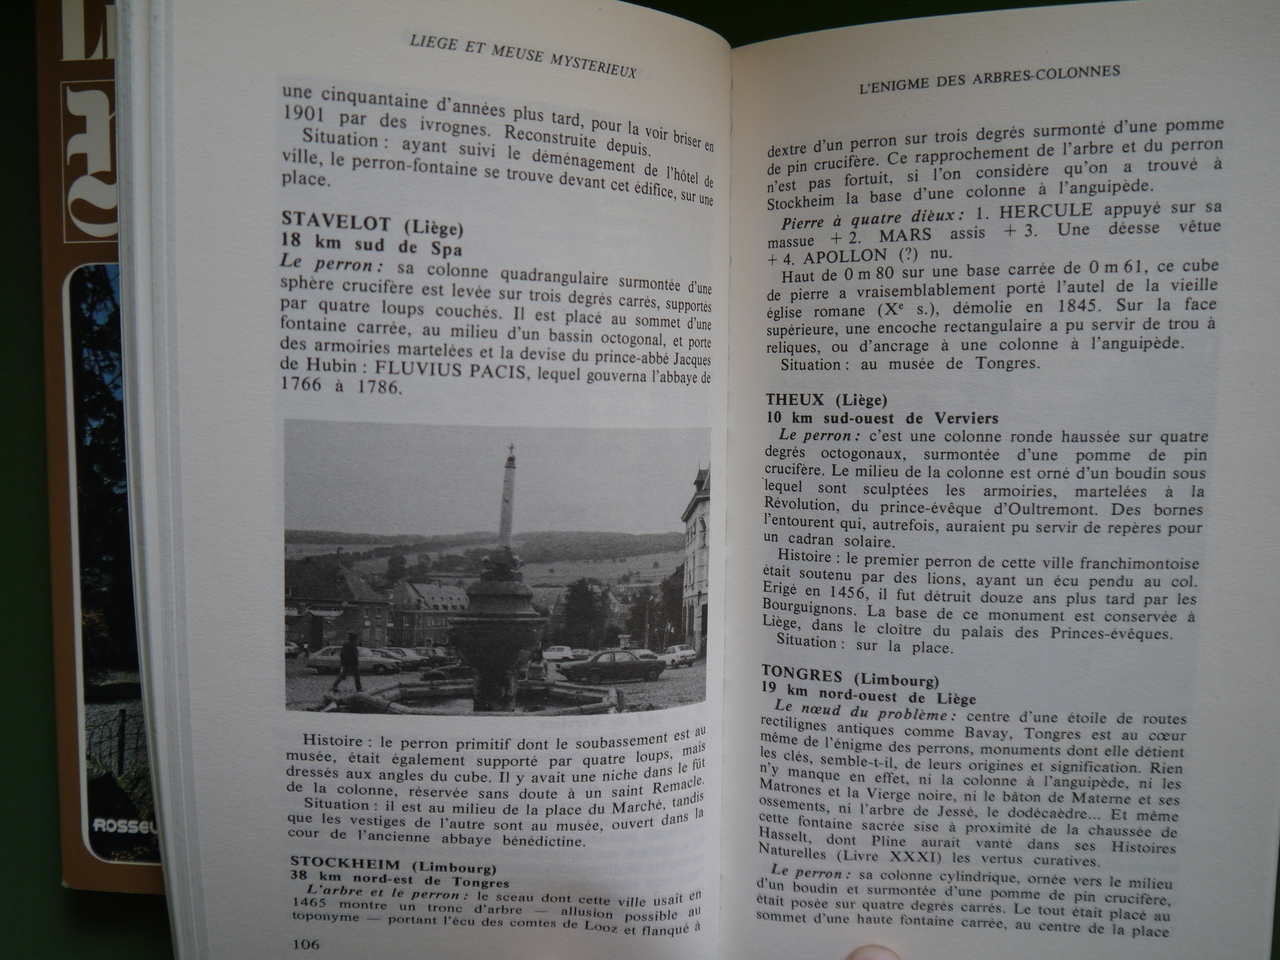 LIEGE ET MEUSE MYSTERIEUX
une cinquantaine d'années plus tard, pour la voir briser en
1901 par des ivrognes. Reconstruite depuis.
Situation : ayant suivi le déménagement de l'hôtel de
ville, le perron-fontaine se trouve devant cet édifice, sur une
place.
STAVELOT (Liège)
18 km sud de Spa
Le perron : sa colonne quadrangulaire surmontée d'une
sphère crucifère est levée sur trois degrés carrés, supportés
par quatre loups couchés. Il est placé au sommet d'une
fontaine carrée, au milieu d'un bassin octogonal, et porte
des armoiries martelées et la devise du prince-abbé Jacques
de Hubin : FLUVIUS PACIS, lequel gouverna l'abbaye de
1766 à 1786.
Histoire : le perron primitif dont le soubassement est au
musée, était également supporté par quatre loups, mais
dressés aux angles du cube. Il y avait une niche dans le fût
de la colonne, réservée sans doute à un saint Remacle.
Situation : il est au milieu de la place du Marché, tandis
que les vestiges de l'autre sont au musée, ouvert dans la
cour de l'ancienne abbaye bénédictine.
STOCKHEIM (Limbourg)
38 km nord-est de Tongres
L'arbre et le perron : le sceau dont cette ville usait en
1465 montre un tronc d'arbre — allusion possible au
toponyme — portant l'écu des comtes de Looz et flanqué à
106
L'ENIGME DES ARBRES-COLONNES
dextre d'un perron sur trois degrés surmonté d'une pomme
de pin crucifère. Ce rapprochement de l'arbre et du perron
n'est pas fortuit, si l'on considère qu'on a trouvé à
Stockheim la base d'une colonne à l'anguipède.
Pierre à quatre dieux : 1. HERCULE appuyé sur sa
massue + 2. MARS assis + 3. Une déesse vêtue
+ 4. APOLLON (?) nu.
Haut de 0 m 80 sur une base carrée de 0 m 61, ce cube
de pierre a vraisemblablement porté l'autel de la vieille
église romane (Xe s.), démolie en 1845. Sur la face
supérieure, une encoche rectangulaire a pu servir de trou à
reliques, ou d'ancrage à une colonne à l'anguipède.
Situation : au musée de Tongres.
THEUX (Liège)
10 km sud-ouest de Verviers
Le perron : c'est une colonne ronde haussée sur quatre
degrés octogonaux, surmontée d'une pomme de pin
crucifère. Le milieu de la colonne est orné d'un boudin sous
lequel sont sculptées les armoiries, martelées à la
Révolution, du prince-évêque d'Oultremont. Des bornes
l'entourent qui, autrefois, auraient pu servir de repères pour
un cadran solaire.
Histoire : le premier perron de cette ville franchimontoise
était soutenu par des lions, ayant un écu pendu au col.
Erigé en 1456, il fut détruit douze ans plus tard par les
Bourguignons. La base de ce monument est conservée à
Liège, dans le cloître du palais des Princes-évêques.
Situation : sur la place.
TONGRES (Limbourg)
19 km nord-ouest de Liège
Le nœud du problème : centre d'une étoile de routes
rectilignes antiques comme Bavay, Tongres est au cœur
même de l'énigme des perrons, monuments dont elle détient
les clés, semble-t-il, de leurs origines et signification. Rien
n'y manque en effet, ni la colonne à l'anguipède, ni les
Matrones et la Vierge noire, ni le bâton de Materne et ses
ossements, ni l'arbre de Jessé, le dodécaèdre... Et même
cette fontaine sacrée sise à proximité de la chaussée de
Hasselt, dont Pline aurait vanté dans ses Histoires
Naturelles (Livre XXXI) les vertus curatives.
Le perron : sa colonne cylindrique, ornée vers le milieu
d'un boudin et surmontée d'une pomme de pin crucifère,
était posée sur quatre degrés carrés. Le tout était placé au
sommet d'une haute fontaine carrée, au centre de la place